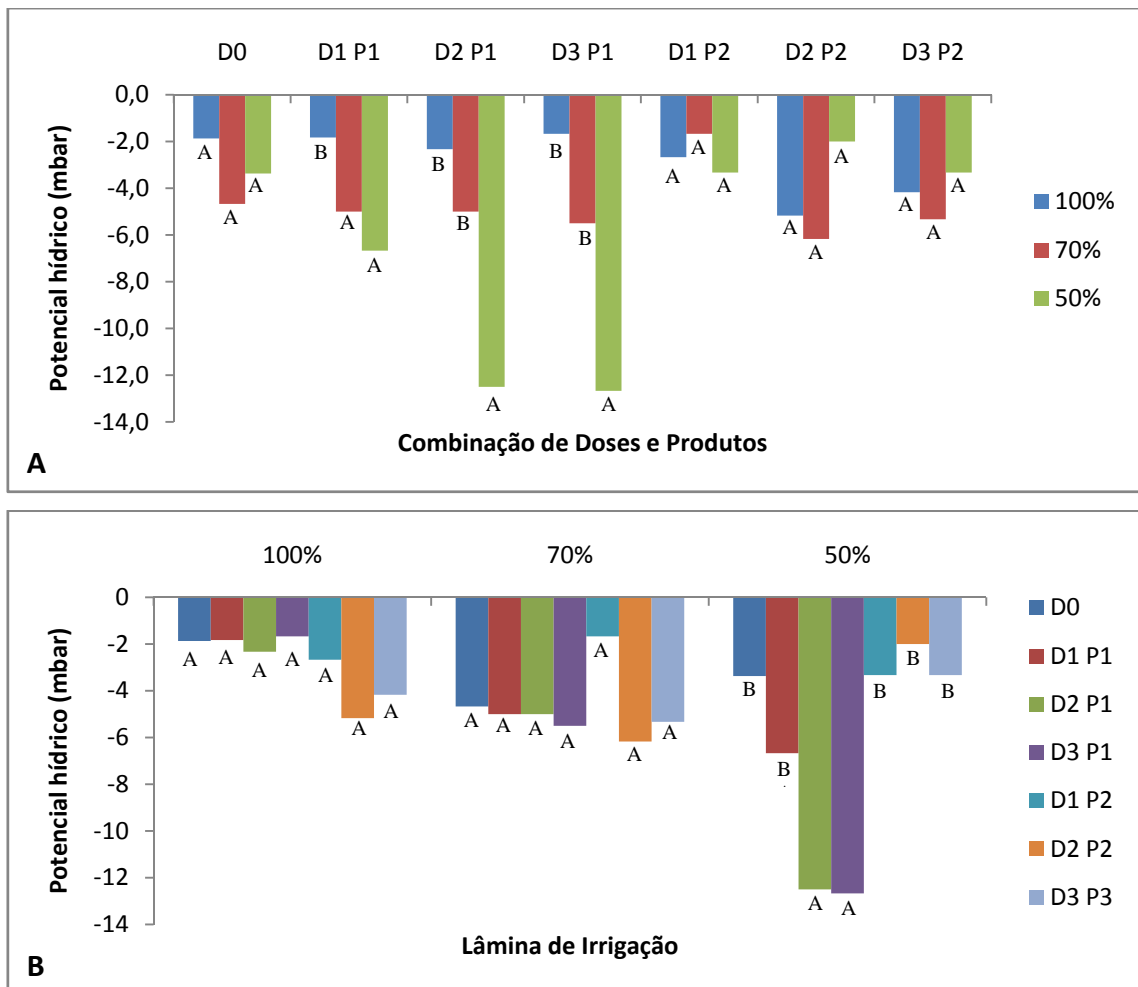 D0 D1 P1 D2 P1 D3 P1 D1 P2 D2 P2 D3 P2
0,0
-2,0
-4,0
-6,0
-8,0
-10,0
-12,0
-14,0
Potencial hídrico (mbar)
A A A B A A B B A B B A A A A A A A A A A
100%
70%
50%
Combinação de Doses e Produtos
A
100% 70% 50%
0
-2
-4
-6
-8
-10
-12
-14
Potencial hídrico (mbar)
A A A A A A A A A A A A A A B B A A B B B
D0
D1 P1
D2 P1
D3 P1
D1 P2
D2 P2
D3 P3
Lâmina de Irrigação
B